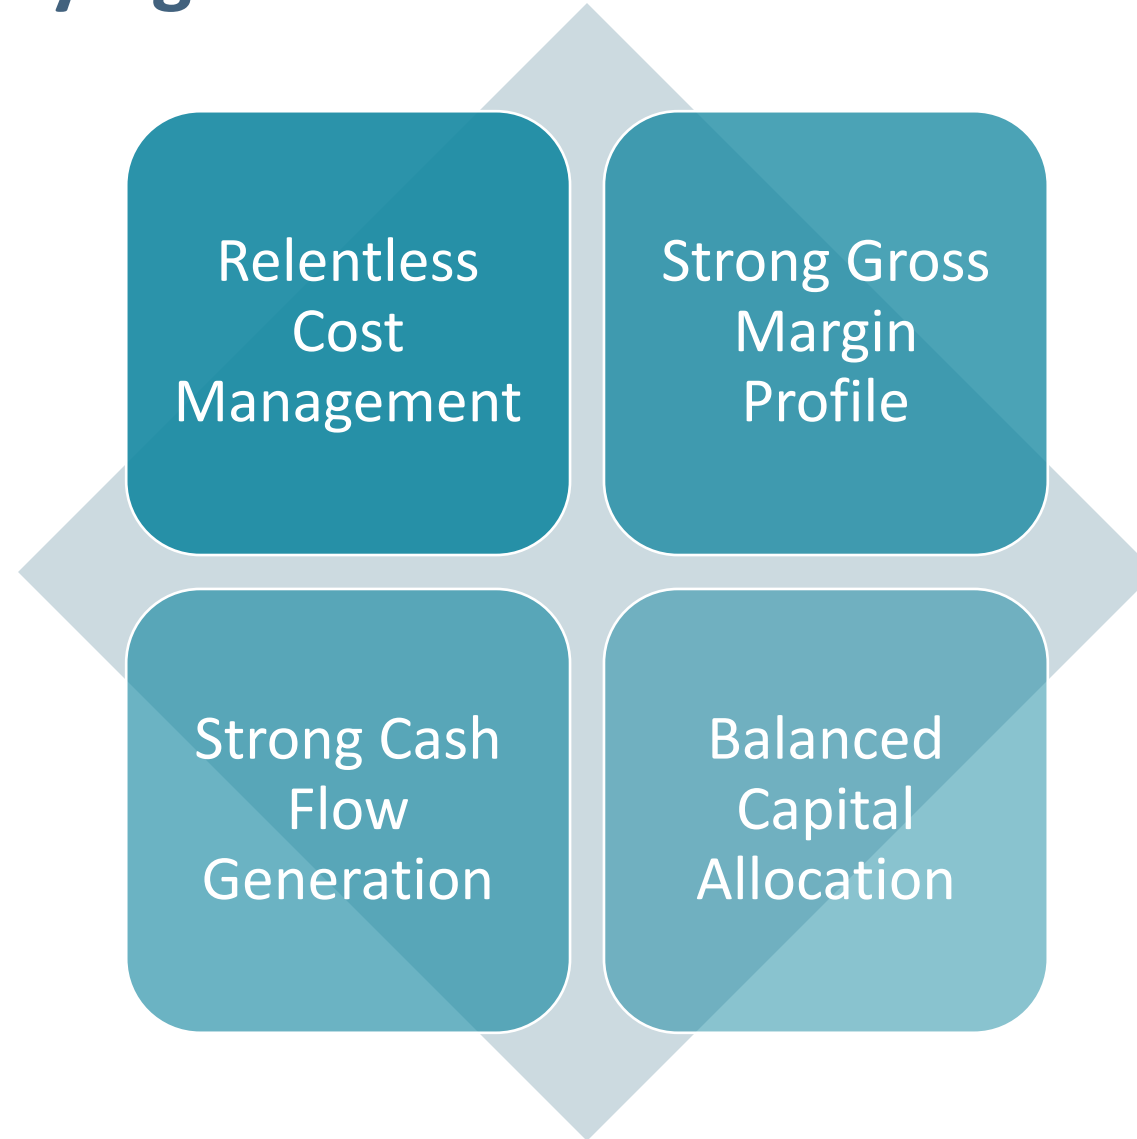 Relentless
Cost
Management
Strong Gross
Margin
Profile
Strong Cash
Flow
Generation
Balanced
Capital
Allocation